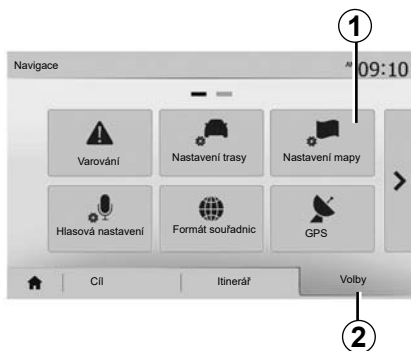 1
Navigace
09:10
Varování
Nastavení trasy
Nastavení mapy
Hlasová nastavení
Formát souřadnic
GPS
Cíl
Itinerář
Volby
2